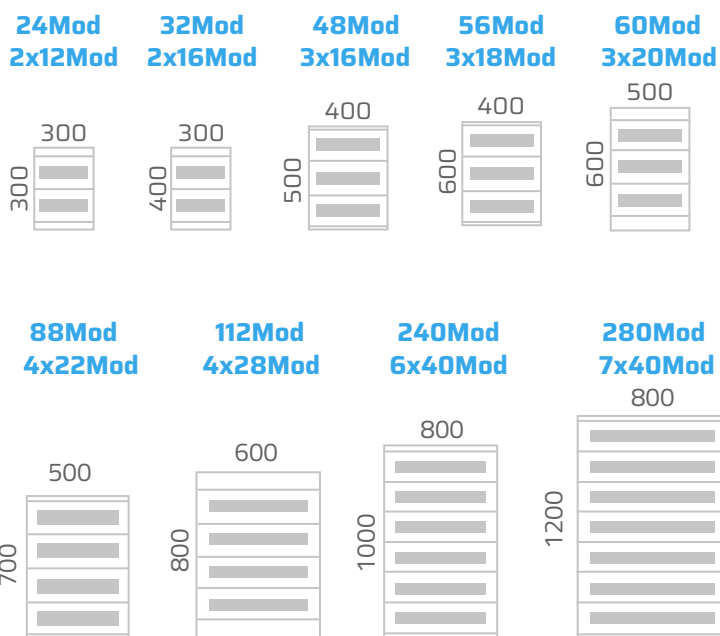 24Mod
2x12Mod
32Mod
2x16Mod
48Mod
3x16Mod
56Mod
3x18Mod
60Mod
3x20Mod
300
300
300
400
400
500
400
600
500
600
88Mod
4x22Mod
112Mod
4x28Mod
240Mod
6x40Mod
280Mod
7x40Mod
500
700
600
800
800
1000
800
1200